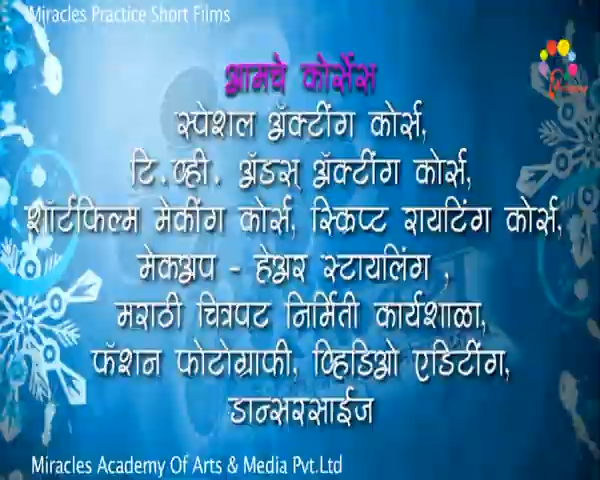 Miracles Practice Short Films
आमचे कोर्सेस
स्पेशल ॲक्टींग कोर्स,
टि.व्ही. ॲडस् ॲक्टींग कोर्स,
शॉर्टफिल्म मेकींग कोर्स, स्क्रिप्ट रायटिंग कोर्स,
मेकअप - हेअर स्टायलिंग ,
मराठी चित्रपट निर्मिती कार्यशाळा,
फॅशन फोटोग्राफी, व्हिडिओ एडिटींग,
डान्सरसाईज
Miracles Academy Of Arts & Media Pvt.Ltd